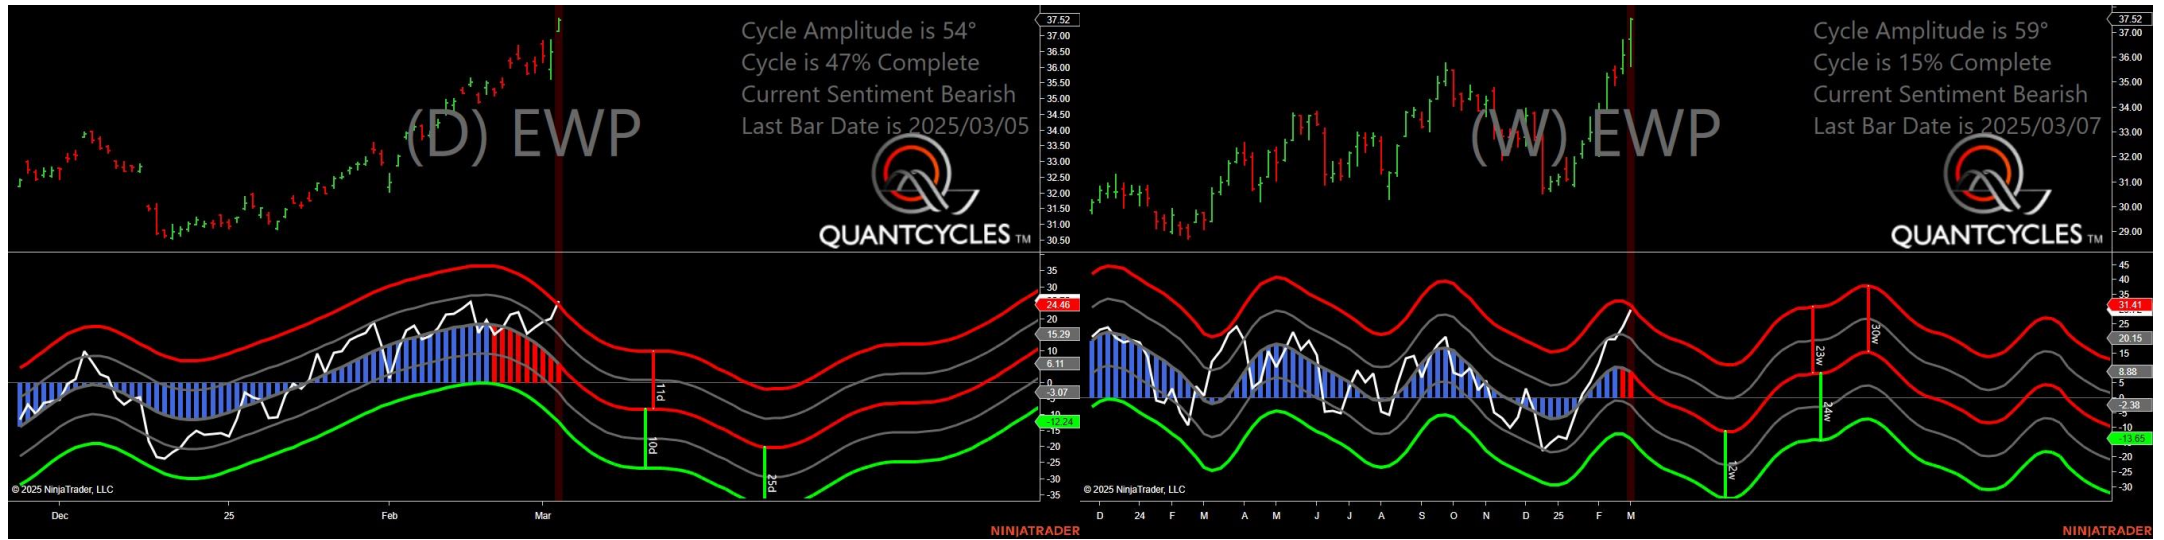 Cycle Amplitude is 54°
Cycle is 47% Complete
Current Sentiment Bearish
Last Bar Date is 2025/03/05
(D) EWP
QUANTCYCLES TM
37.52
37.00
36.50
36.00
35.50
35.00
34.50
34.00
33.50
33.00
32.50
32.00
31.50
31.00
30.50
35
30
24.46
20
15.29
10
6.11
0
-3.07
-10
-12.24
-15
-20
-25
-30
-35
11d
10d
25d
© 2025 NinjaTrader, LLC
Dec
25
Feb
Mar
NINJATRADER
Cycle Amplitude is 59°
Cycle is 15% Complete
Current Sentiment Bearish
Last Bar Date is 2025/03/07
(W) EWP
QUANTCYCLES TM
37.52
37.00
36.00
35.00
34.00
33.00
32.00
31.00
30.00
29.00
45
40
35
31.41
25
20.15
15
8.88
5
0
-2.38
-10
-13.65
-20
-25
-30
12w
23w
24w
30w
© 2025 NinjaTrader, LLC
D
24
F
M
A
M
J
J
A
S
O
N
D
25
F
M
NINJATRADER